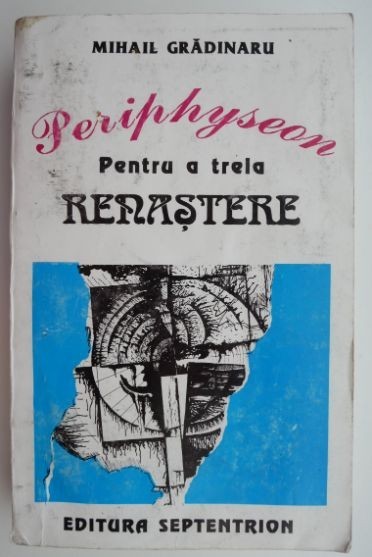 MIHAIL GRĂDINARU
Periphyseon
Pentru a treia
RENAȘTERE
EDITURA SEPTENTRION